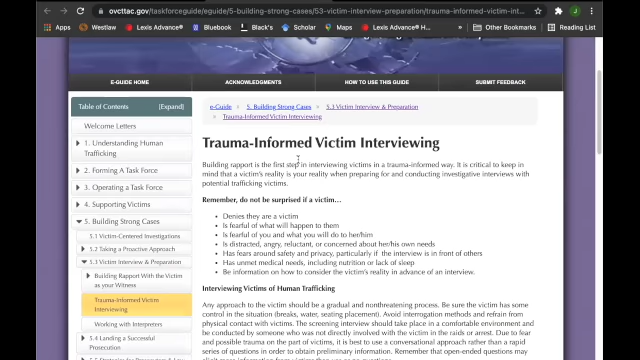 ovcttac.gov/taskforceguide/eguide/5-building-strong-cases/53-victim-interview-preparation/trauma-informed-victim-int...
Westlaw
Lexis Advance®
Bluebook
Black's
Scholar
Maps
Lexis Advance®...
Other Bookmarks
Reading List
E-GUIDE HOME
ACKNOWLEDGMENTS
HOW TO USE THIS GUIDE
SUBMIT FEEDBACK
Table of Contents [Expand]
Welcome Letters
1. Understanding Human
Trafficking
2. Forming A Task Force
3. Operating a Task Force
4. Supporting Victims
5. Building Strong Cases
5.1 Victim-Centered Investigations
5.2 Taking a Proactive Approach
5.3 Victim Interview & Preparation
Building Rapport With the Victim
as your Witness
Trauma-Informed Victim
Interviewing
Working with Interpreters
5.4 Landing a Successful
Prosecution
e-Guide > 5. Building Strong Cases > 5.3 Victim Interview & Preparation >
Trauma-Informed Victim Interviewing
Trauma-Informed Victim Interviewing
Building rapport is the first step in interviewing victims in a trauma-informed way. It is critical to keep in
mind that a victim's reality is your reality when preparing for and conducting investigative interviews with
potential trafficking victims.
Remember, do not be surprised if a victim...
• Denies they are a victim
• Is fearful of what will happen to them
• Is fearful of you and what you will do to her/him
• Is distracted, angry, reluctant, or concerned about her/his own needs
• Has fears around safety and privacy, particularly if the interview is in front of others
• Has unmet medical needs, including nutrition or lack of sleep
• Be information on how to consider the victim's reality in advance of an interview.
Interviewing Victims of Human Trafficking
Any approach to the victim should be a gradual and nonthreatening process. Be sure the victim has some
control in the situation (breaks, water, seating placement). Avoid interrogation methods and refrain from
physical contact with victims. The screening interview should take place in a comfortable environment and
be conducted by someone who was not directly involved with the victim in the raids or arrest. Due to fear
and possible trauma on the part of victims, it is best to use a conversational approach rather than a rapid
series of questions in order to obtain preliminary information. Remember that open-ended questions may